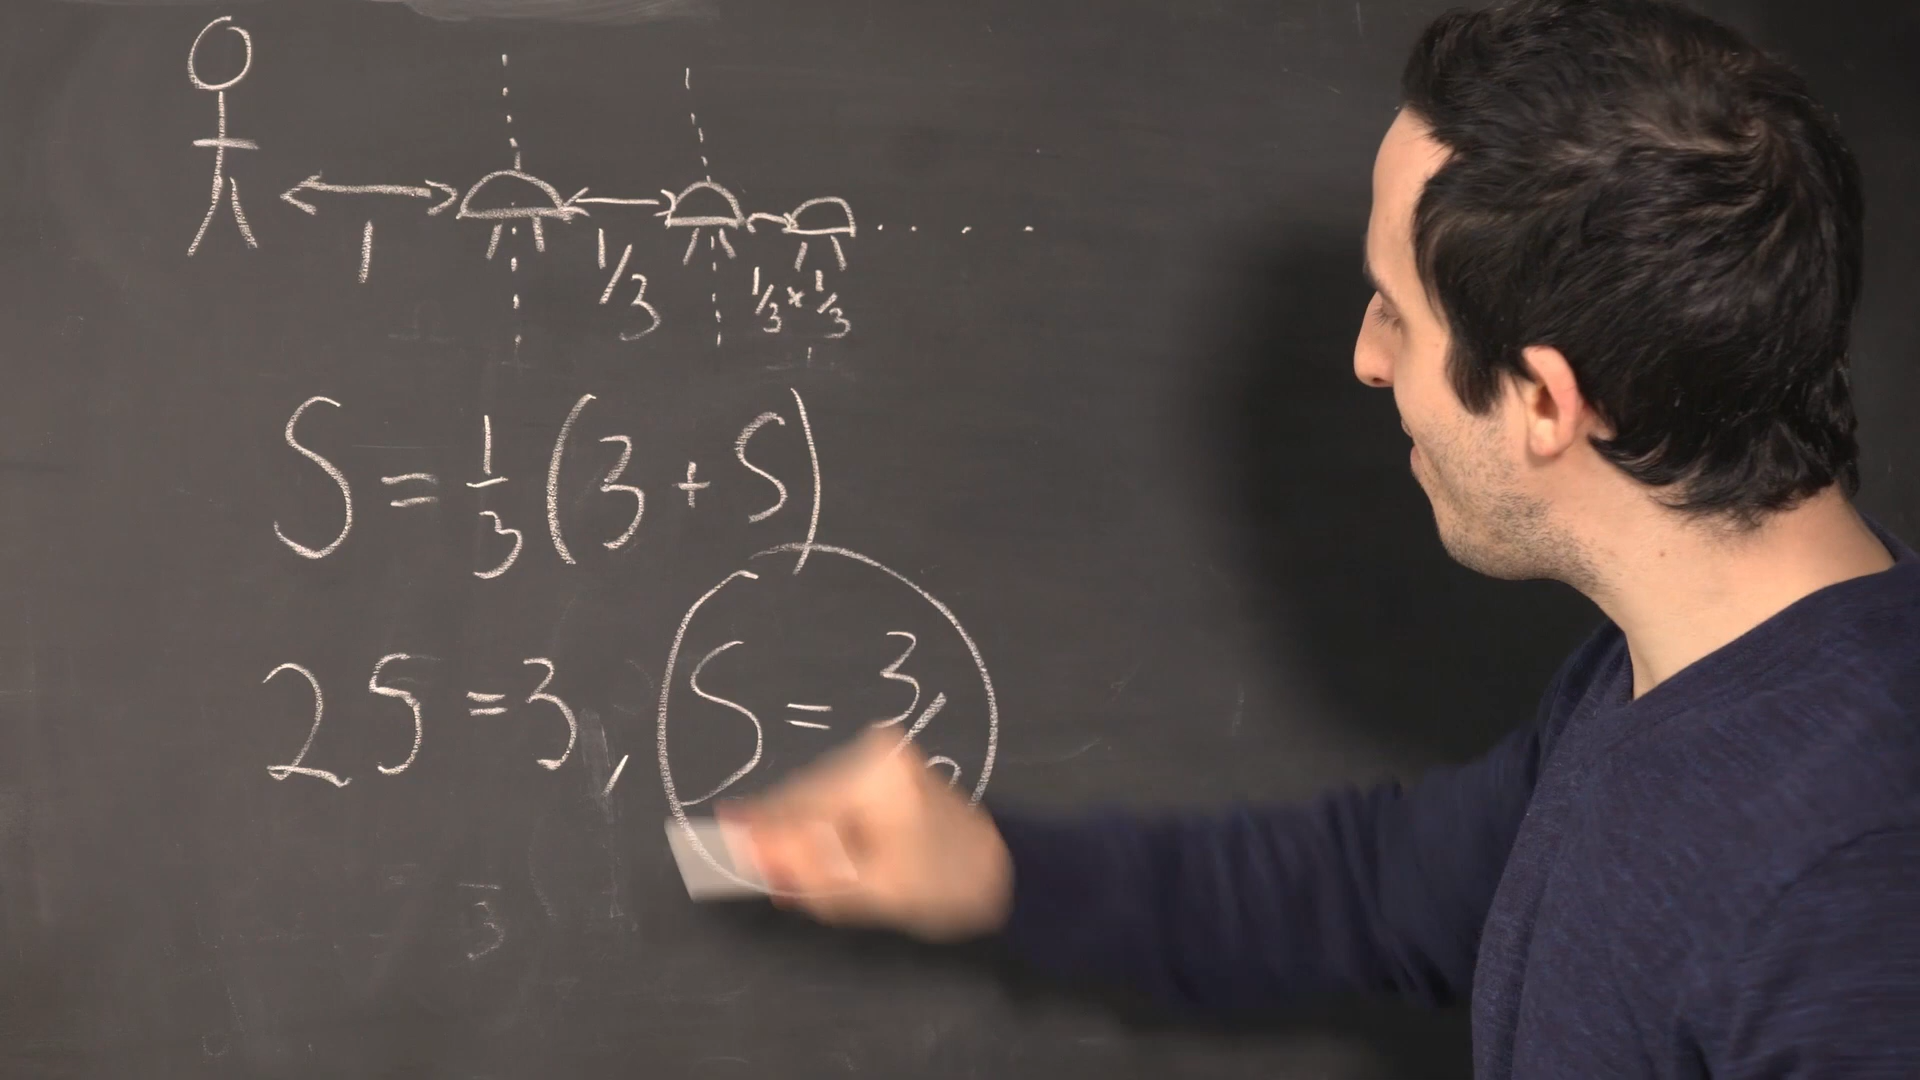 1
1/3
1/3 × 1/3
S = 1/3 (3 + S)
2S = 3, S = 3/2